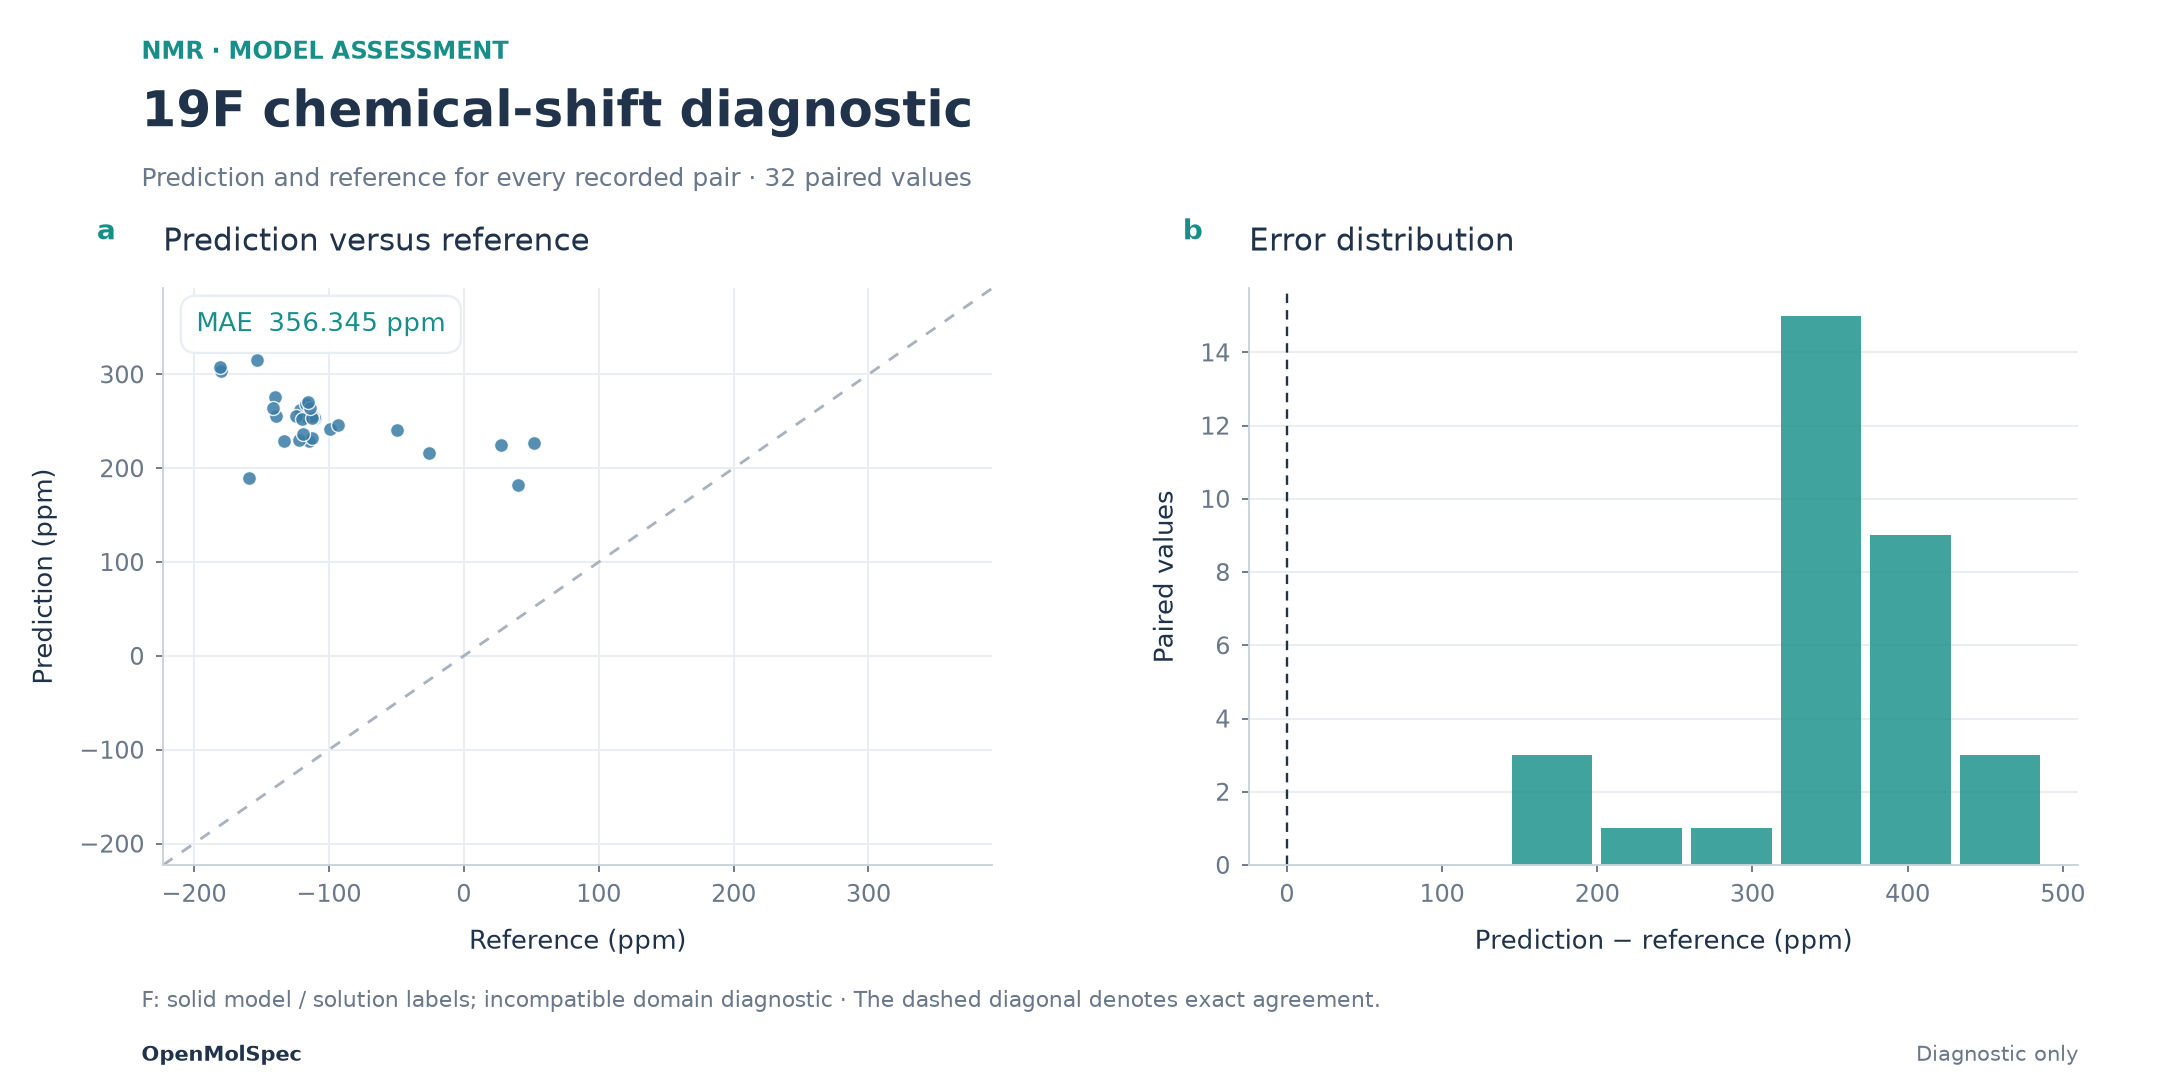 NMR · MODEL ASSESSMENT
19F chemical-shift diagnostic
Prediction and reference for every recorded pair · 32 paired values
a
Prediction versus reference
MAE 356.345 ppm
300
200
100
0
−100
−200
−200
−100
0
100
200
300
Prediction (ppm)
Reference (ppm)
b
Error distribution
14
12
10
8
6
4
2
0
0
100
200
300
400
500
Paired values
Prediction − reference (ppm)
F: solid model / solution labels; incompatible domain diagnostic · The dashed diagonal denotes exact agreement.
OpenMolSpec
Diagnostic only